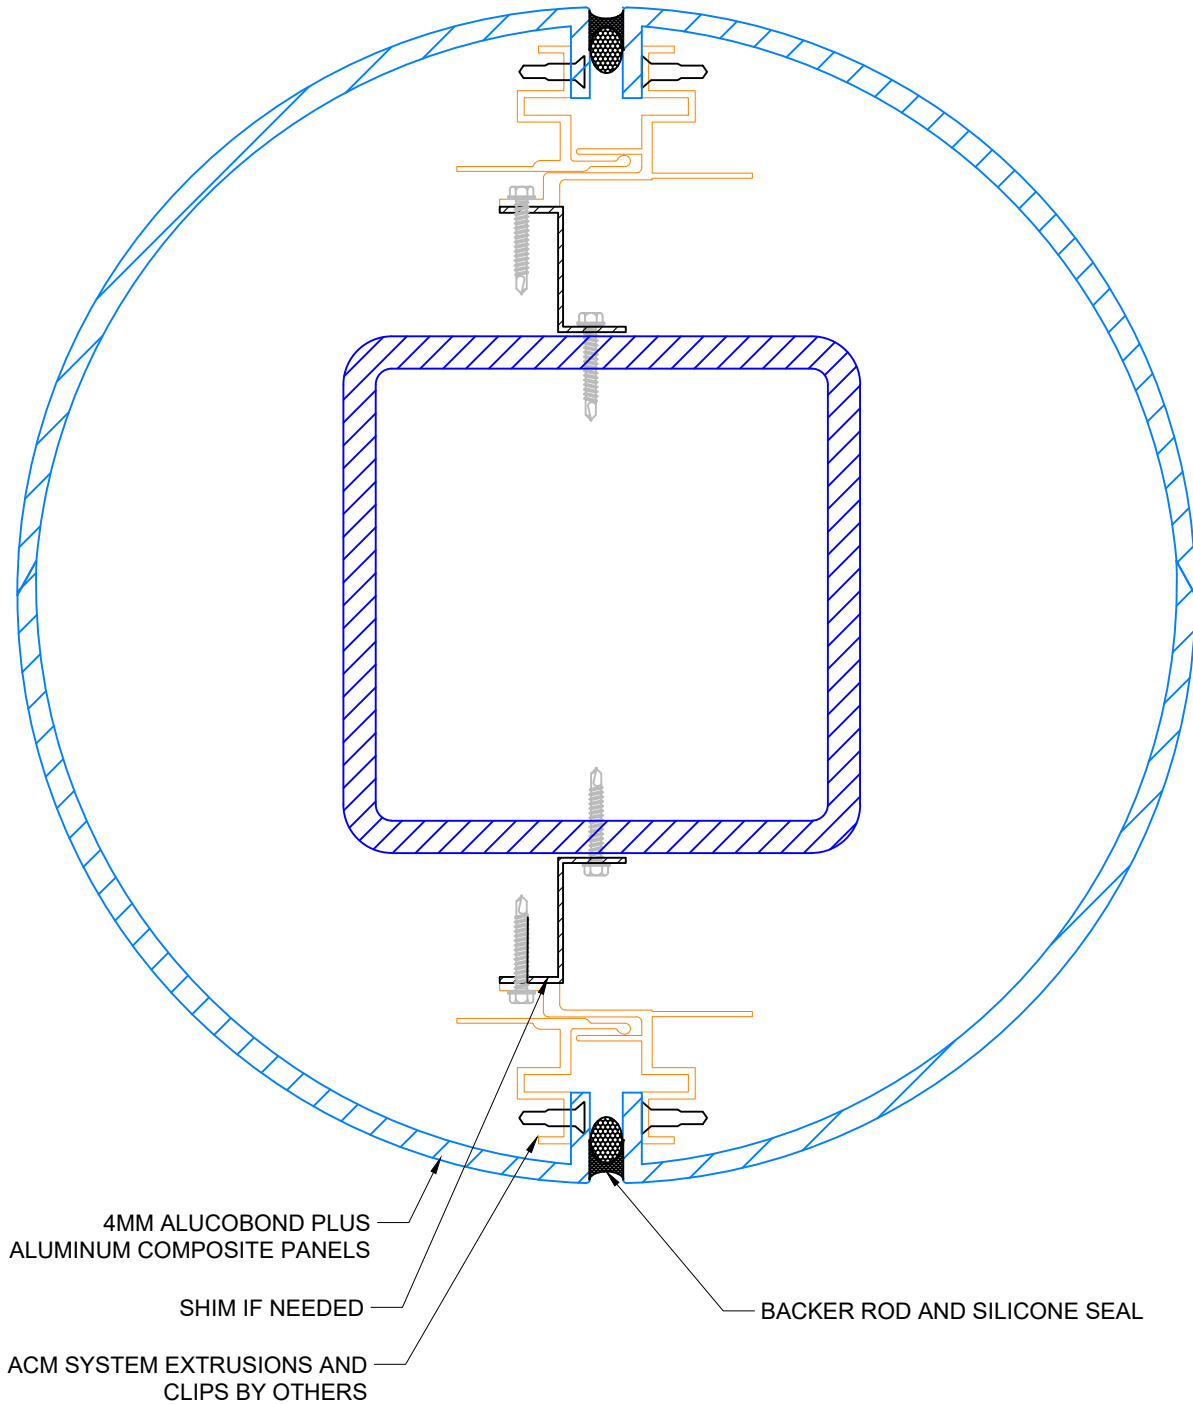 4MM ALUCOBOND PLUS
ALUMINUM COMPOSITE PANELS
SHIM IF NEEDED
BACKER ROD AND SILICONE SEAL
ACM SYSTEM EXTRUSIONS AND
CLIPS BY OTHERS